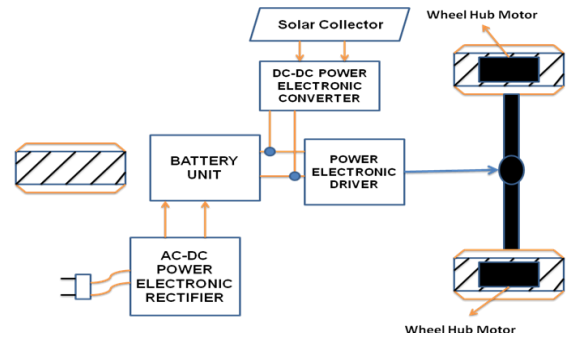 Wheel Hub Motor
Solar Collector
DC-DC POWER
ELECTRONIC
CONVERTER
BATTERY
UNIT
POWER
ELECTRONIC
DRIVER
AC-DC
POWER
ELECTRONIC
RECTIFIER
Wheel Hub Motor